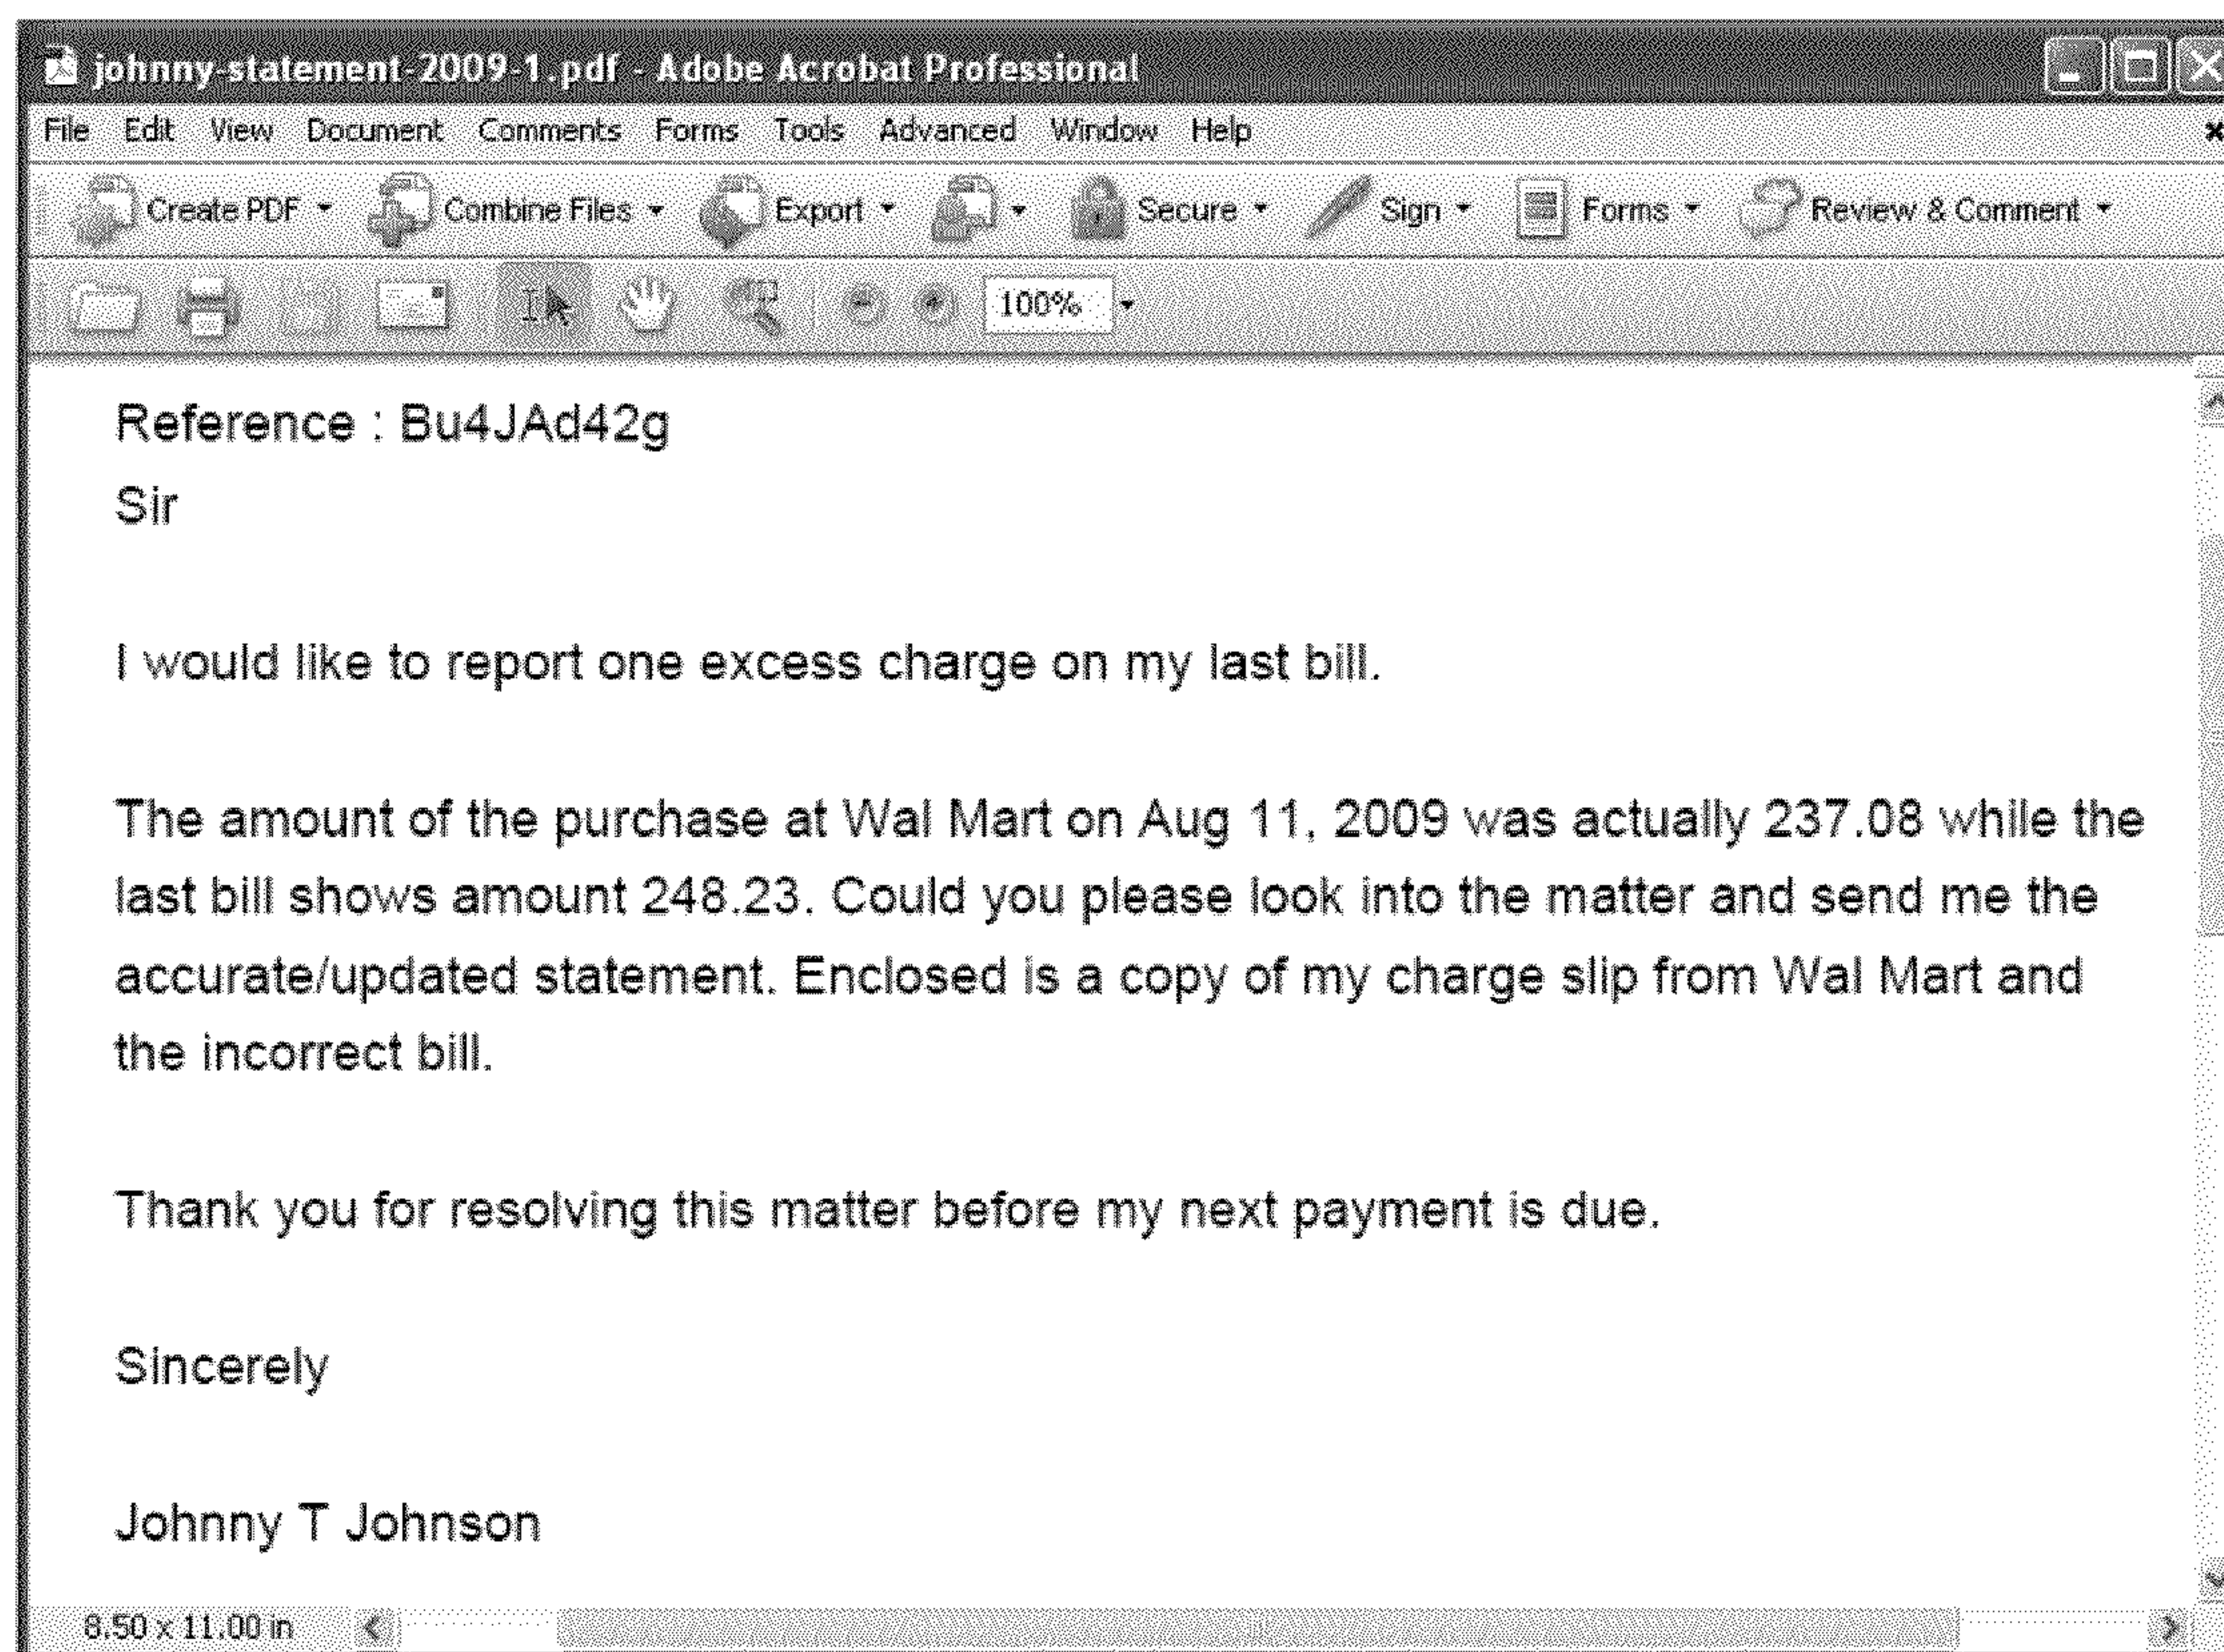 johnny-statement-2009-1.pdf - Adobe Acrobat Professional
File Edit View Document Comments Forms Tools Advanced Window Help
Create PDF Combine Files Export Secure Sign Forms Review & Comment
100%
Reference : Bu4JAd42g
Sir
I would like to report one excess charge on my last bill.
The amount of the purchase at Wal Mart on Aug 11, 2009 was actually 237.08 while the
last bill shows amount 248.23. Could you please look into the matter and send me the
accurate/updated statement. Enclosed is a copy of my charge slip from Wal Mart and
the incorrect bill.
Thank you for resolving this matter before my next payment is due.
Sincerely
Johnny T Johnson
8.50 x 11.00 in